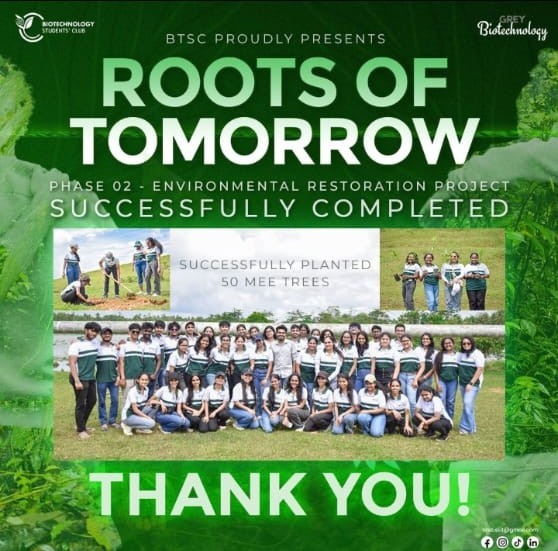 BIOTECHNOLOGY
STUDENTS' CLUB
GREY
Biotechnology
BTSC PROUDLY PRESENTS
ROOTS OF
TOMORROW
PHASE 02 - ENVIRONMENTAL RESTORATION PROJECT
SUCCESSFULLY COMPLETED
SUCCESSFULLY PLANTED
50 MEE TREES
THANK YOU!